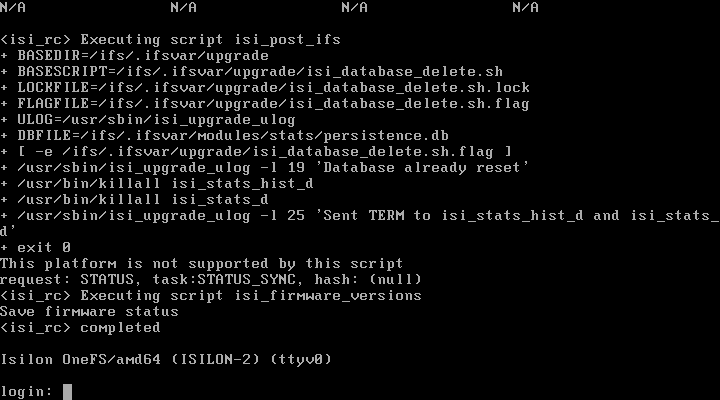 N/A N/A N/A N/A
<isi_rc> Executing script isi_post_ifs
+ BASEDIR=/ifs/.ifsvar/upgrade
+ BASESCRIPT=/ifs/.ifsvar/upgrade/isi_database_delete.sh
+ LOCKFILE=/ifs/.ifsvar/upgrade/isi_database_delete.sh.lock
+ FLAGFILE=/ifs/.ifsvar/upgrade/isi_database_delete.sh.flag
+ ULOG=/usr/sbin/isi_upgrade_ulog
+ DBFILE=/ifs/.ifsvar/modules/stats/persistence.db
+ [ -e /ifs/.ifsvar/upgrade/isi_database_delete.sh.flag ]
+ /usr/sbin/isi_upgrade_ulog -l 19 'Database already reset'
+ /usr/bin/killall isi_stats_hist_d
+ /usr/bin/killall isi_stats_d
+ /usr/sbin/isi_upgrade_ulog -l 25 'Sent TERM to isi_stats_hist_d and isi_stats_
d'
+ exit 0
This platform is not supported by this script
request: STATUS, task:STATUS_SYNC, hash: (null)
<isi_rc> Executing script isi_firmware_versions
Save firmware status
<isi_rc> completed
Isilon OneFS/amd64 (ISILON-2) (ttyv0)
login: